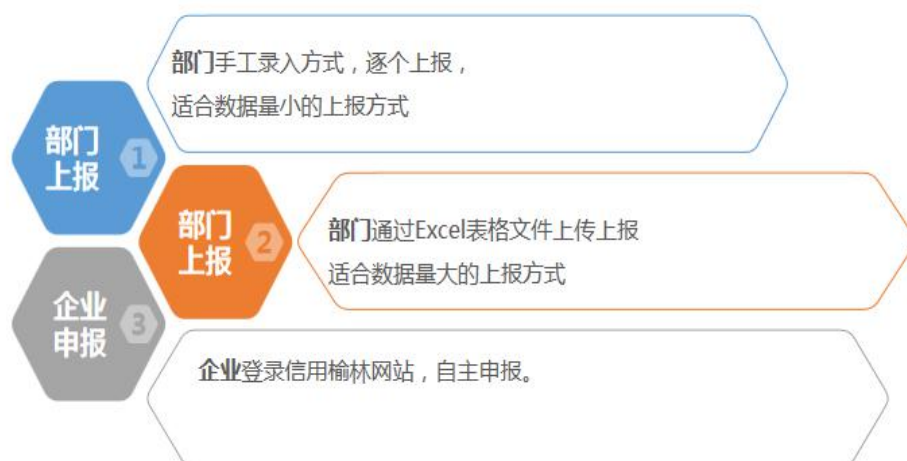 部门手工录入方式，逐个上报，
适合数据量小的上报方式
部门
上报
1
部门
上报
2
部门通过Excel表格文件上传上报
适合数据量大的上报方式
企业
申报
3
企业登录信用榆林网站，自主申报。